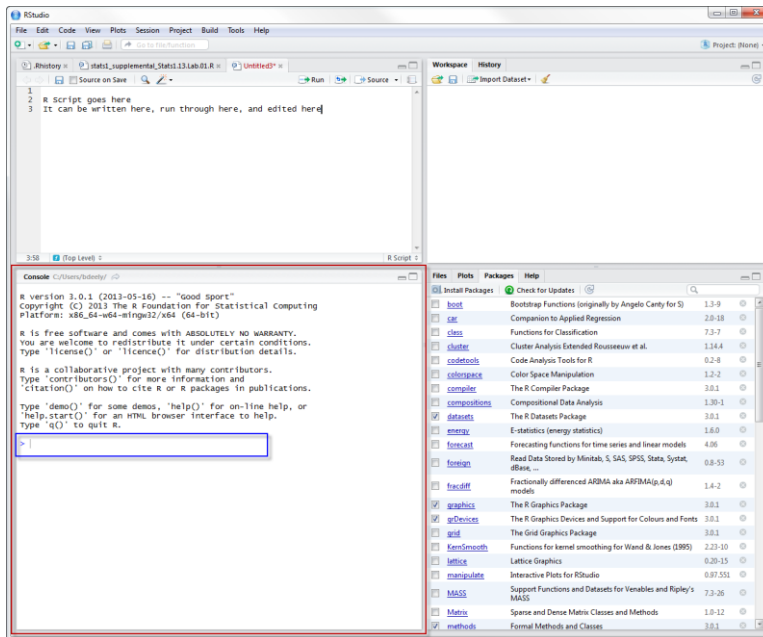 RStudio
File Edit Code View Plots Session Project Build Tools Help
Go to file/function
Project: (None)
.Rhistory × stats1_supplemental_Stats1.13.Lab.01.R × Untitled3* ×
Source on Save Run Source
1
2 R Script goes here
3 It can be written here, run through here, and edited here
3:58 (Top Level) R Script
Workspace History
Import Dataset
Console C:/Users/bdeely/
R version 3.0.1 (2013-05-16) -- "Good Sport"
Copyright (C) 2013 The R Foundation for Statistical Computing
Platform: x86_64-w64-mingw32/x64 (64-bit)
R is free software and comes with ABSOLUTELY NO WARRANTY.
You are welcome to redistribute it under certain conditions.
Type 'license()' or 'licence()' for distribution details.
R is a collaborative project with many contributors.
Type 'contributors()' for more information and
'citation()' on how to cite R or R packages in publications.
Type 'demo()' for some demos, 'help()' for on-line help, or
'help.start()' for an HTML browser interface to help.
Type 'q()' to quit R.
>
Files Plots Packages Help
Install Packages Check for Updates
boot Bootstrap Functions (originally by Angelo Canty for S) 1.3-9
car Companion to Applied Regression 2.0-18
class Functions for Classification 7.3-7
cluster Cluster Analysis Extended Rousseeuw et al. 1.14.4
codetools Code Analysis Tools for R 0.2-8
colorspace Color Space Manipulation 1.2-2
compiler The R Compiler Package 3.0.1
compositions Compositional Data Analysis 1.30-1
datasets The R Datasets Package 3.0.1
energy E-statistics (energy statistics) 1.6.0
forecast Forecasting functions for time series and linear models 4.06
foreign Read Data Stored by Minitab, S, SAS, SPSS, Stata, Systat, 0.8-53
dBase, ...
fracdiff Fractionally differenced ARIMA aka ARFIMA(p,d,q) 1.4-2
models
graphics The R Graphics Package 3.0.1
grDevices The R Graphics Devices and Support for Colours and Fonts 3.0.1
grid The Grid Graphics Package 3.0.1
KernSmooth Functions for kernel smoothing for Wand & Jones (1995) 2.23-10
lattice Lattice Graphics 0.20-15
manipulate Interactive Plots for RStudio 0.97.551
MASS Support Functions and Datasets for Venables and Ripley's 7.3-26
MASS
Matrix Sparse and Dense Matrix Classes and Methods 1.0-12
methods Formal Methods and Classes 3.0.1